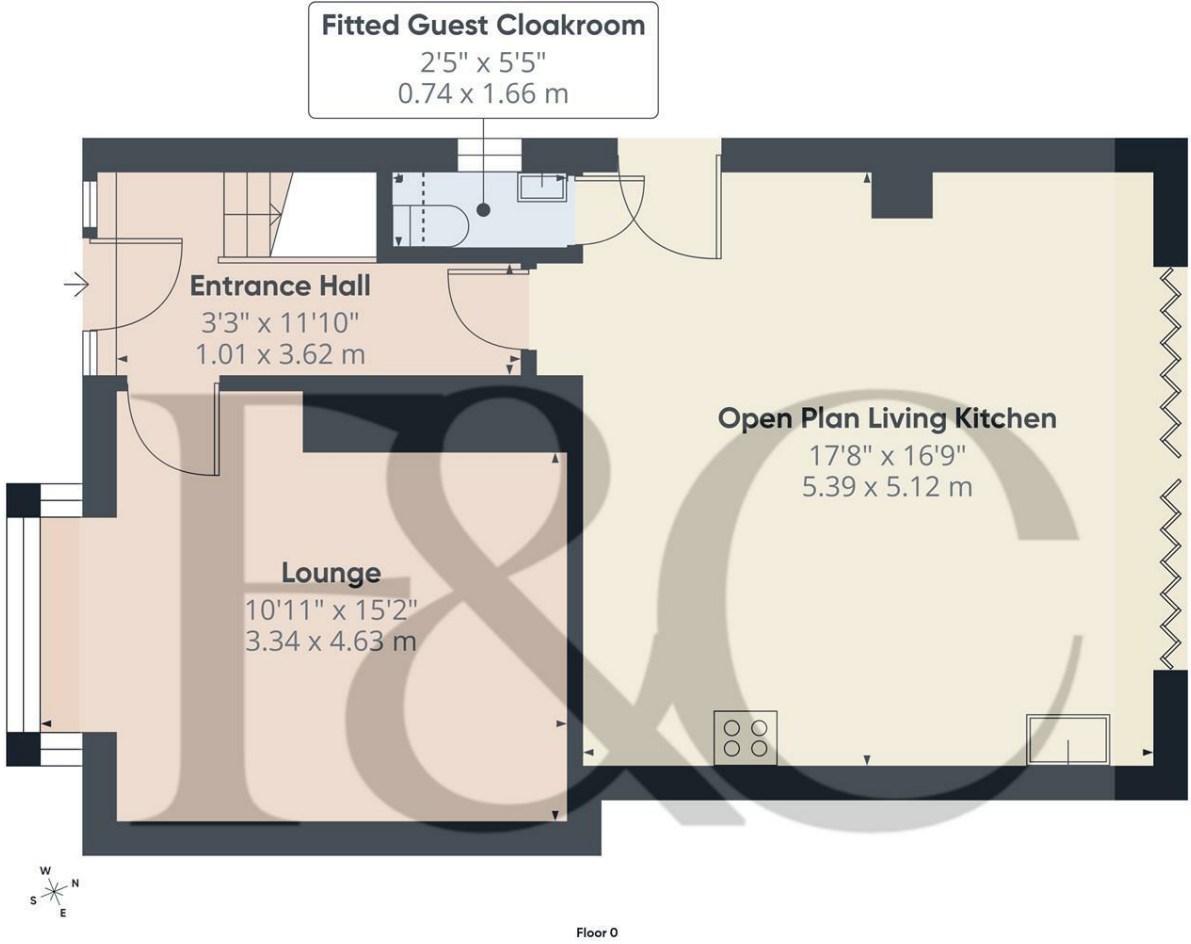 Fitted Guest Cloakroom
2'5" x 5'5"
0.74 x 1.66 m
Entrance Hall
3'3" x 11'10"
1.01 x 3.62 m
Open Plan Living Kitchen
17'8" x 16'9"
5.39 x 5.12 m
Lounge
10'11" x 15'2"
3.34 x 4.63 m
F&C
W
N
S
E
Floor 0